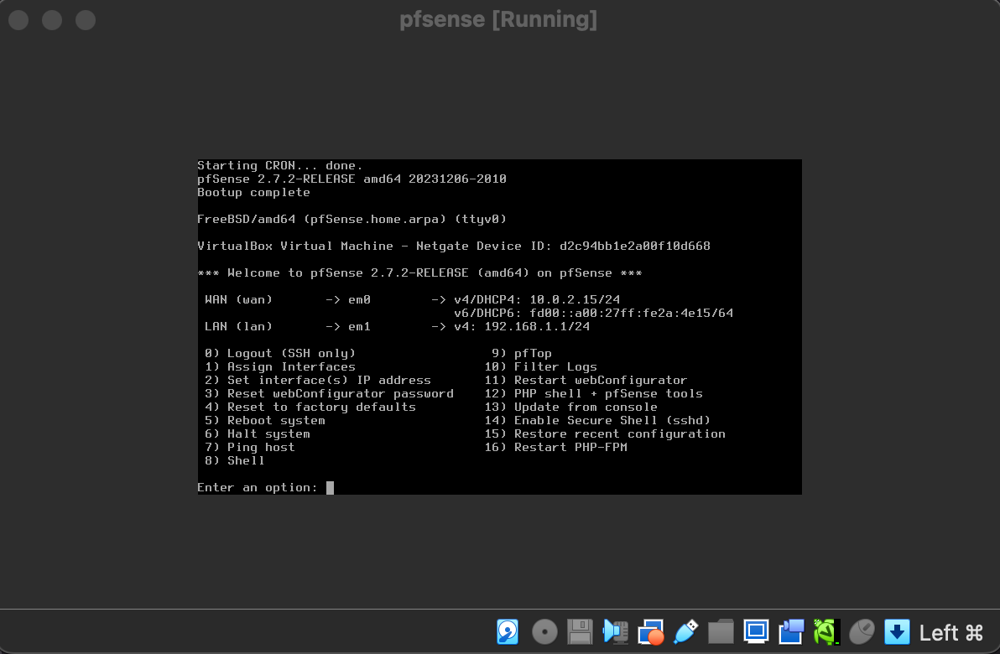 pfsense [Running]
Starting CRON... done.
pfSense 2.7.2-RELEASE amd64 20231206-2010
Bootup complete
FreeBSD/amd64 (pfSense.home.arpa) (ttyv0)
VirtualBox Virtual Machine - Netgate Device ID: d2c94bb1e2a00f10d668
*** Welcome to pfSense 2.7.2-RELEASE (amd64) on pfSense ***
WAN (wan)       -> em0        -> v4/DHCP4: 10.0.2.15/24
v6/DHCP6: fd00::a00:27ff:fe2a:4e15/64
LAN (lan)       -> em1        -> v4: 192.168.1.1/24
0) Logout (SSH only)                  9) pfTop
1) Assign Interfaces                 10) Filter Logs
2) Set interface(s) IP address       11) Restart webConfigurator
3) Reset webConfigurator password    12) PHP shell + pfSense tools
4) Reset to factory defaults         13) Update from console
5) Reboot system                     14) Enable Secure Shell (sshd)
6) Halt system                       15) Restore recent configuration
7) Ping host                         16) Restart PHP-FPM
8) Shell
Enter an option:
Left ⌘